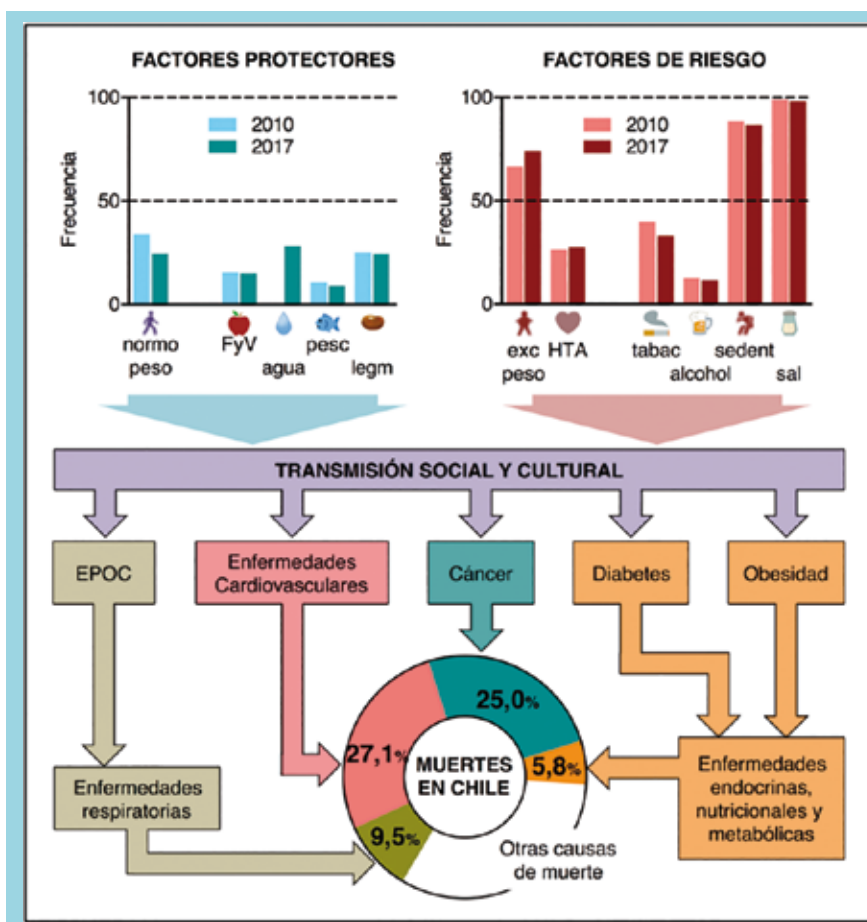 FACTORES PROTECTORES
100
50
0
Frecuencia
2010
2017
normo
peso
FyV
agua
pesc
legm
FACTORES DE RIESGO
100
50
0
Frecuencia
2010
2017
exc
peso
HTA
tabac
alcohol
sedent
sal
TRANSMISIÓN SOCIAL Y CULTURAL
EPOC
Enfermedades
Cardiovasculares
Cáncer
Diabetes
Obesidad
25,0%
27,1%
5,8%
9,5%
MUERTES
EN CHILE
Enfermedades
respiratorias
Otras causas
de muerte
Enfermedades
endocrinas,
nutricionales y
metabólicas